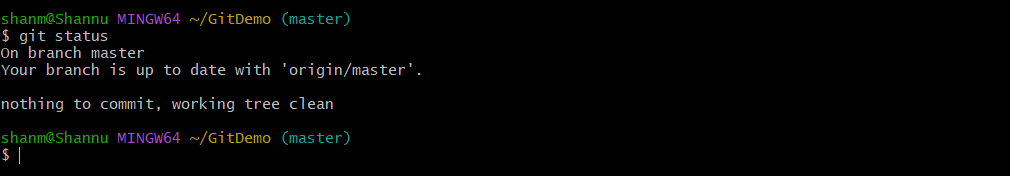 shanm@Shannu MINGW64 ~/GitDemo (master)
$ git status
On branch master
Your branch is up to date with 'origin/master'.
nothing to commit, working tree clean
shanm@Shannu MINGW64 ~/GitDemo (master)
$